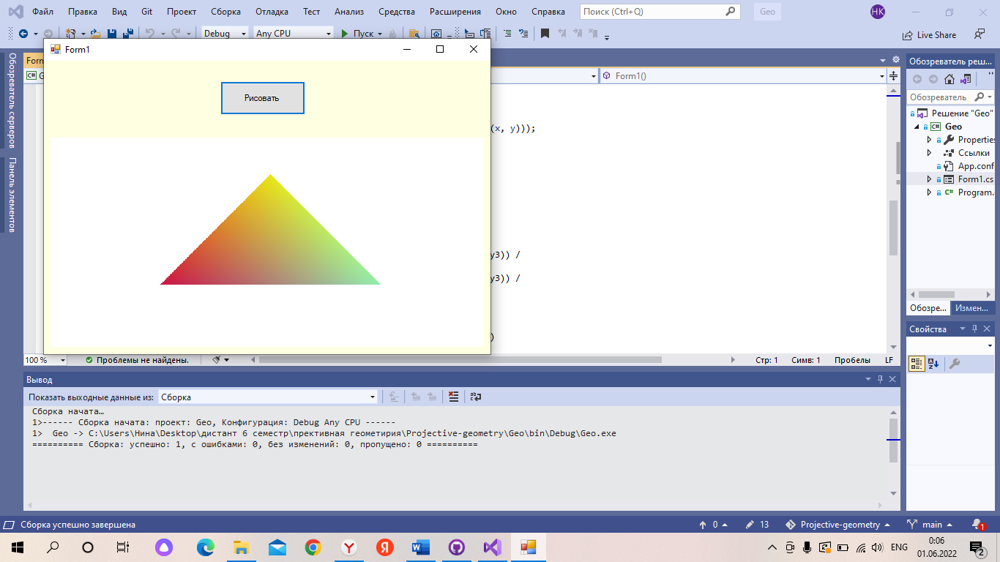 Файл Правка Вид Git Проект Сборка Отладка Тест Анализ Средства Расширения Окно Справка Поиск (Ctrl+Q) Geo НК
Debug Any CPU Пуск Live Share
Form1
Form
G
Form1()
Обозреватель серверов
Панель элементов
Рисовать
(x, y)));
y3)) /
y3)) /
)
Обозреватель реш...
Обозреватель
Решение "Geo"
Geo
Properties
Ссылки
App.conf
Form1.cs
Program.
Обозре... Измен...
Свойства
100 % Проблемы не найдены. Стр: 1 Симв: 1 Пробелы LF
Вывод
Показать выходные данные из: Сборка
Сборка начата…
1>------ Сборка начата: проект: Geo, Конфигурация: Debug Any CPU ------
1>  Geo -> C:\Users\Нина\Desktop\дистант 6 семестр\прективная геометирия\Projective-geometry\Geo\bin\Debug\Geo.exe
========== Сборка: успешно: 1, с ошибками: 0, без изменений: 0, пропущено: 0 ==========
Сборка успешно завершена 0 13 Projective-geometry main 1
ENG 0:06
01.06.2022 2